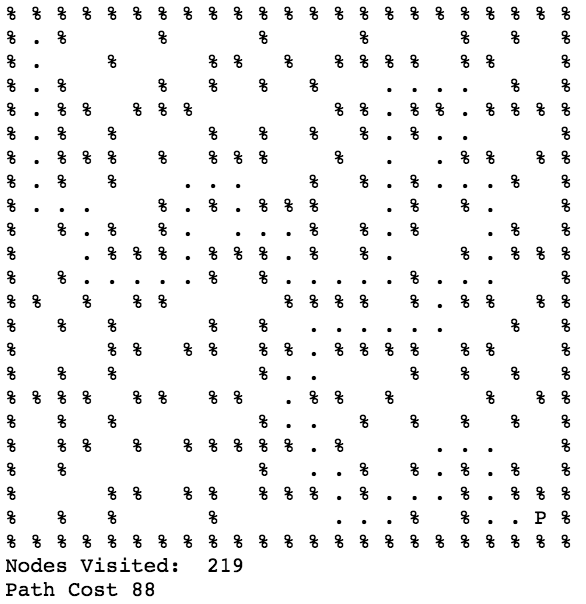 % % % % % % % % % % % % % % % % % % % % % % %
% . %       %       %       %       %   %   %
% .     %       % %   %   % % % %   % %     %
% . %       %   %   %   %     . . . .   %   %
% . % %   % % %           % % . % % . % % % %
% . %   %       %   %   %   % . %   . .       %
% . % % %   %   % % %     %   .   . % %   % %
% . %   %     . . .     %   % . % . . . %   %
% . . .     %   . % . % % %     . %   % .     %
%   % . %   %   .   . . . %   % . %     . %   %
%     . % % % . % % % . %   % .     % . % % %
%   % . . . . . %   % . . . . . % . . .     %
% %   %   % %         % % % %   % . % %   % %
%   %   %       %   %   . . . . . .     %   %
%       % %   % %   % % . % % % %   % %     %
%   %   %           % . .       %   %   %   %
% % % %   % %   % %   . % %   %       %   % %
%   %   %           % . .   %   %   %   %   %
%   % %   %   % % % % % . %       . . .     %
%   %               %   . . %   % . % . %   %
%       % %   % %   % % % . % . . . % . %   %
%   %   %       %         . . . %   % . . P %
% % % % % % % % % % % % % % % % % % % % % % %
Nodes Visited:  219
Path Cost 88